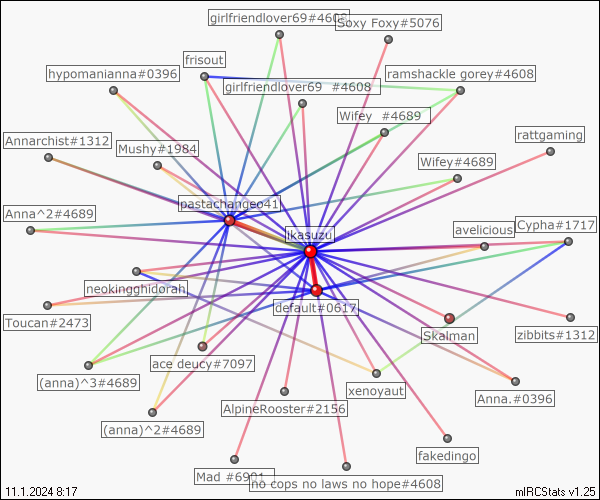 girlfriendlover69#4608
Soxy Foxy#5076
frisout
hypomanianna#0396
ramshackle gorey#4608
girlfriendlover69 #4608
Wifey #4689
Annarchist#1312
rattgaming
Mushy#1984
Wifey#4689
pastachangeo41
Anna^2#4689
ikasuzu
avelicious
Cypha#1717
neokingghidorah
default#0617
Toucan#2473
Skalman
zibbits#1312
ace deucy#7097
(anna)^3#4689
xenoyaut
Anna.#0396
AlpineRooster#2156
(anna)^2#4689
fakedingo
Mad #6901
no cops no laws no hope#4608
11.1.2024 8:17
mIRCStats v1.25